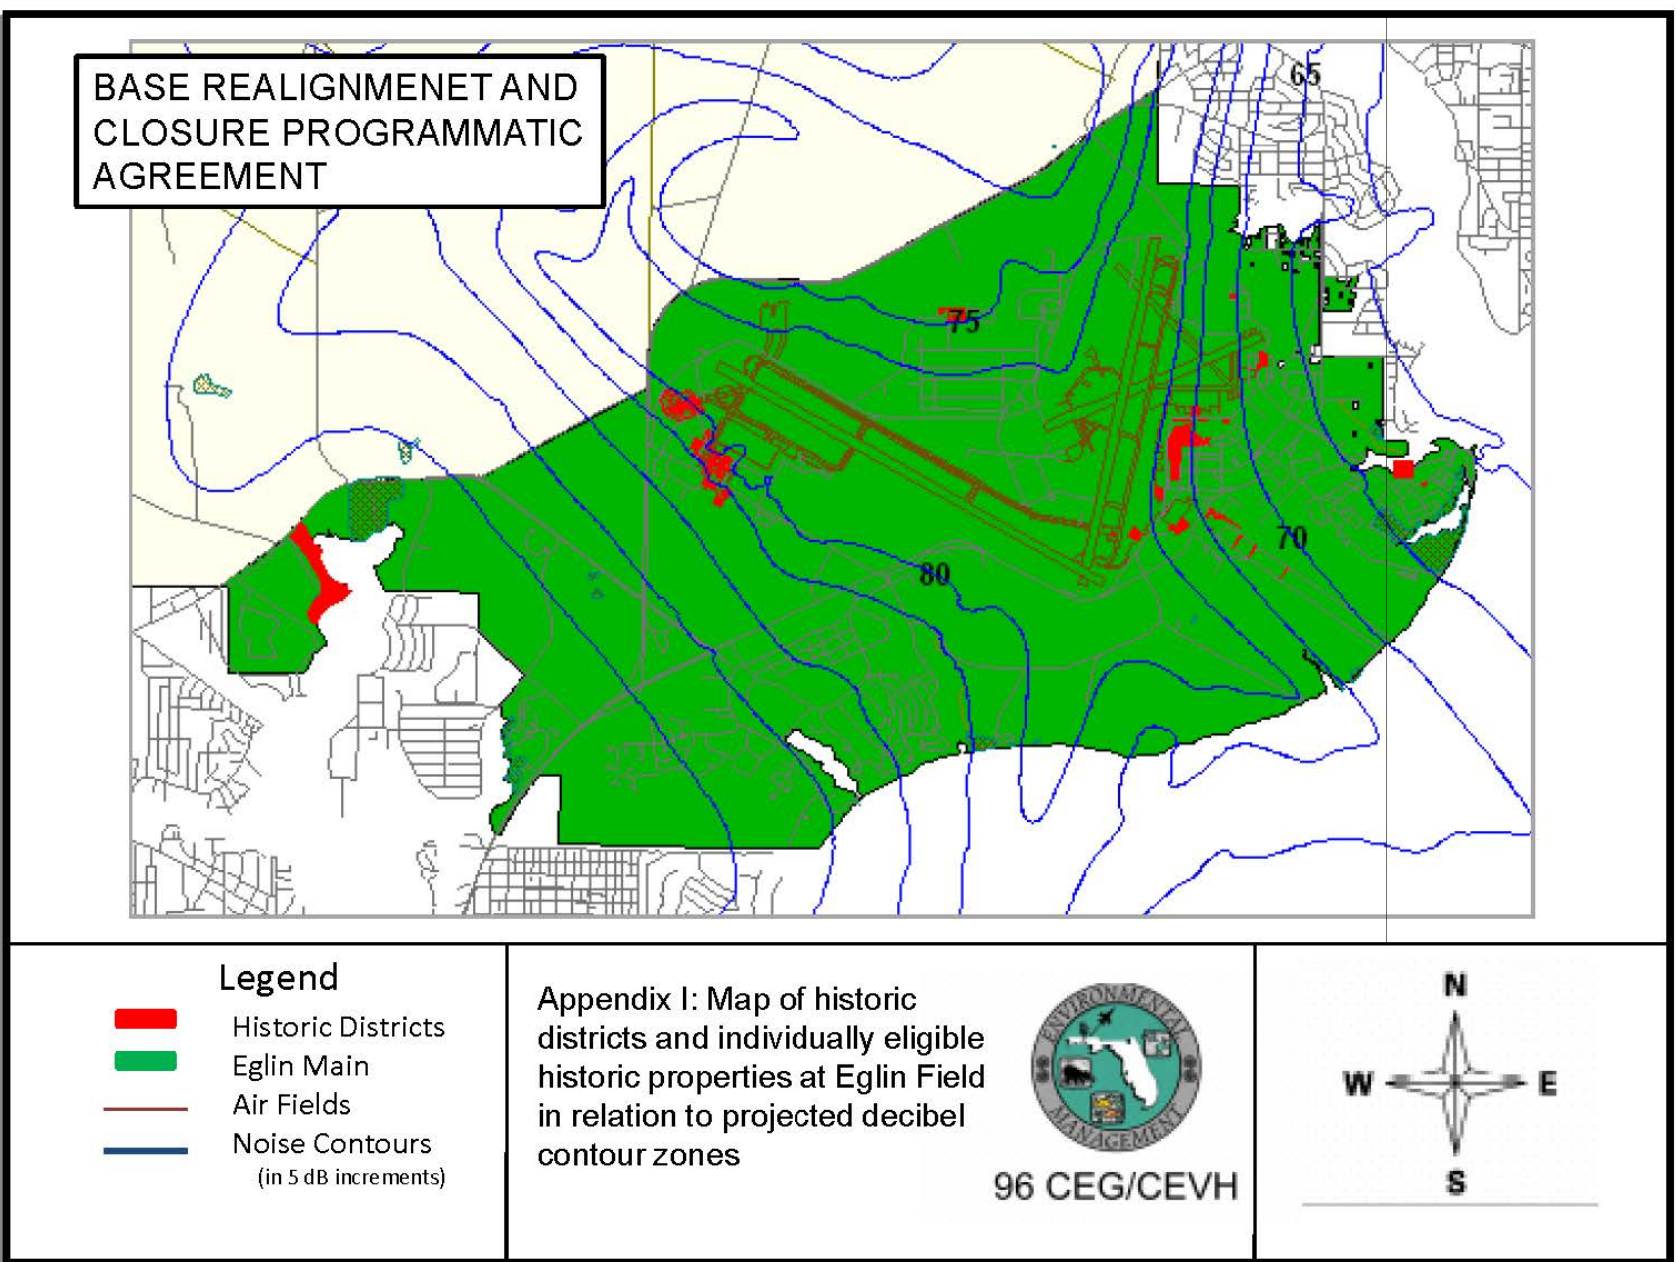 BASE REALIGNMENET AND
CLOSURE PROGRAMMATIC
AGREEMENT
65
75
70
80
Legend
Historic Districts
Eglin Main
Air Fields
Noise Contours
(in 5 dB increments)
Appendix I: Map of historic
districts and individually eligible
historic properties at Eglin Field
in relation to projected decibel
contour zones
ENVIRONMENTAL
MANAGEMENT
96 CEG/CEVH
N
W E
S